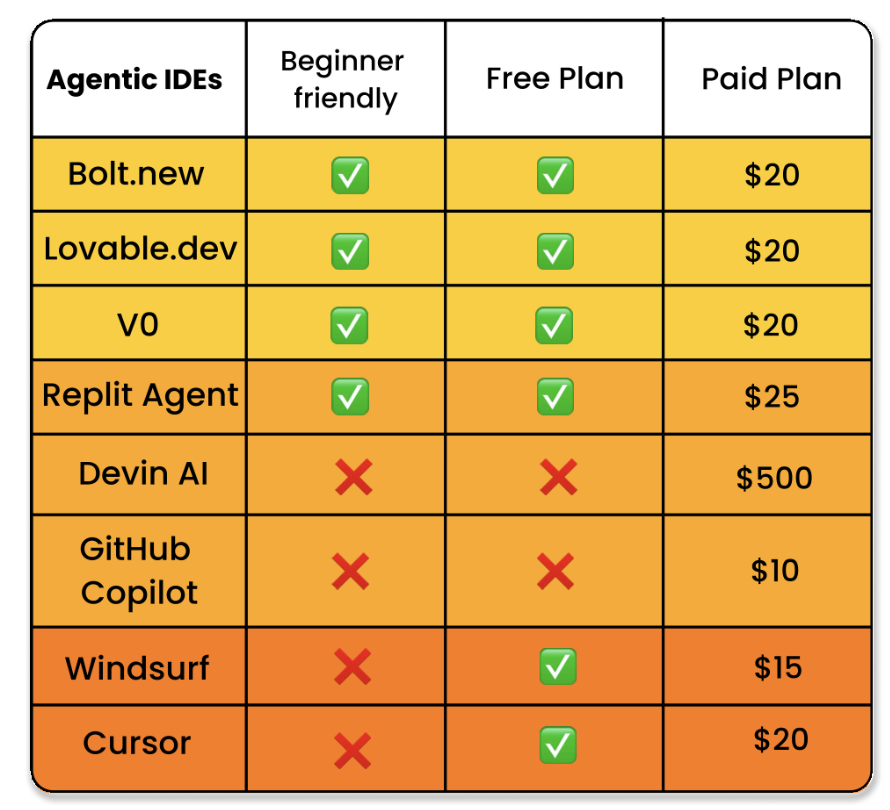 Agentic IDEs
Beginner
friendly
Free Plan
Paid Plan
Bolt.new
✅
✅
$20
Lovable.dev
✅
✅
$20
V0
✅
✅
$20
Replit Agent
✅
✅
$25
Devin AI
❌
❌
$500
GitHub
Copilot
❌
❌
$10
Windsurf
❌
✅
$15
Cursor
❌
✅
$20